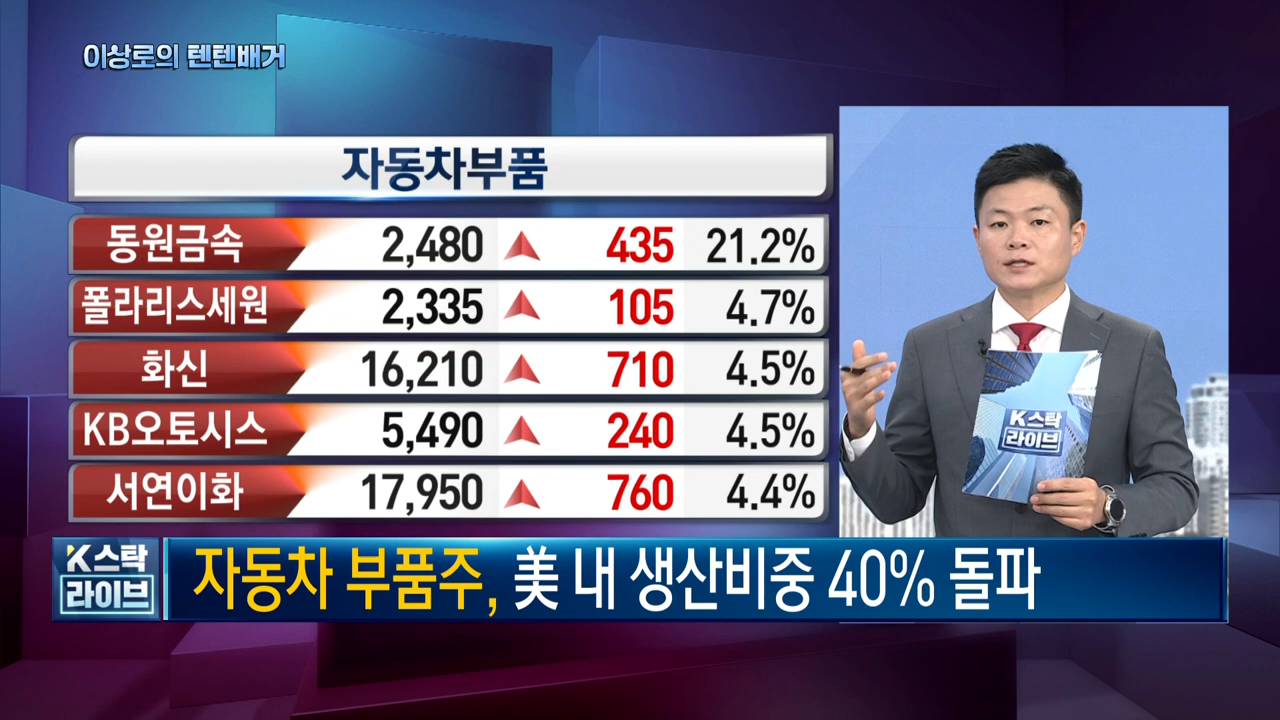 이상로의 텐텐배거
자동차부품
동원금속 2,480 ▲ 435 21.2%
폴라리스세원 2,335 ▲ 105 4.7%
화신 16,210 ▲ 710 4.5%
KB오토시스 5,490 ▲ 240 4.5%
서연이화 17,950 ▲ 760 4.4%
K스탁
라이브
K스탁
라이브
자동차 부품주, 美 내 생산비중 40% 돌파